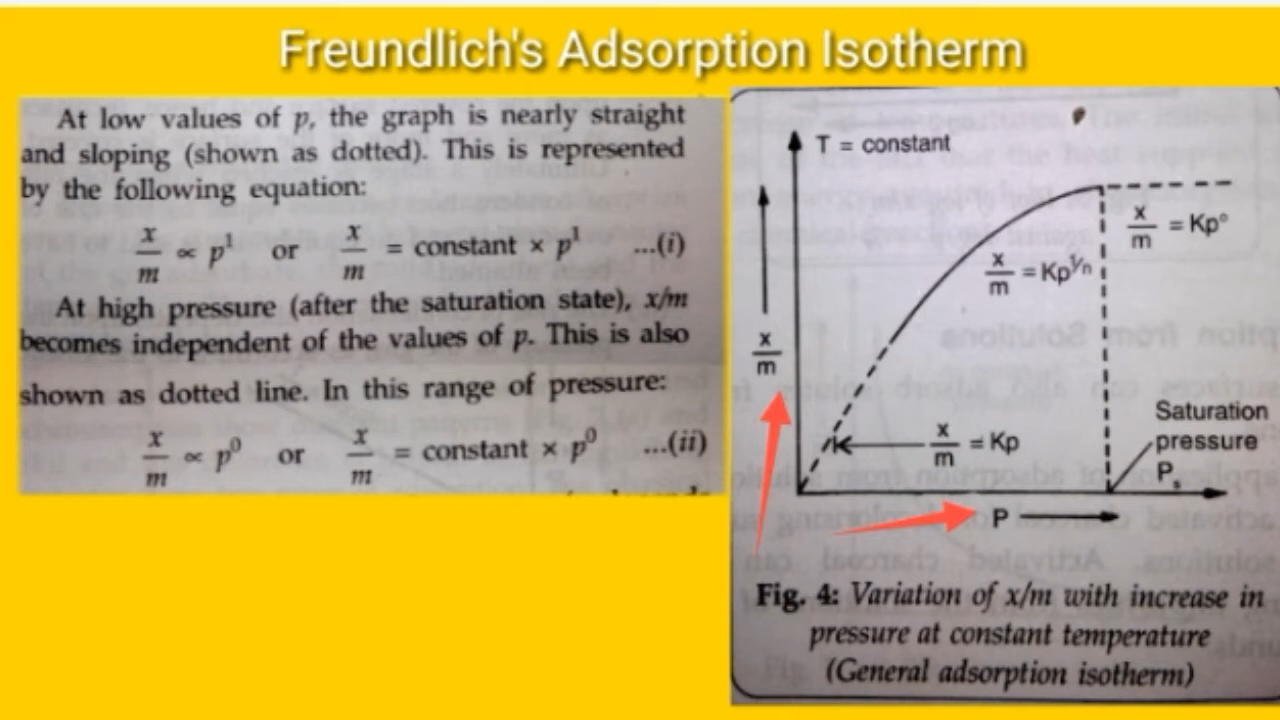 Freundlich's Adsorption Isotherm
At low values of p, the graph is nearly straight
and sloping (shown as dotted). This is represented
by the following equation:
x/m ∝ p¹ or x/m = constant × p¹ ...(i)
At high pressure (after the saturation state), x/m
becomes independent of the values of p. This is also
shown as dotted line. In this range of pressure:
x/m ∝ p⁰ or x/m = constant × p⁰ ...(ii)
T = constant
x/m = Kp°
x/m = Kp^1/n
x/m
x/m = Kp
Saturation
pressure
Pₛ
P
Fig. 4: Variation of x/m with increase in
pressure at constant temperature
(General adsorption isotherm)